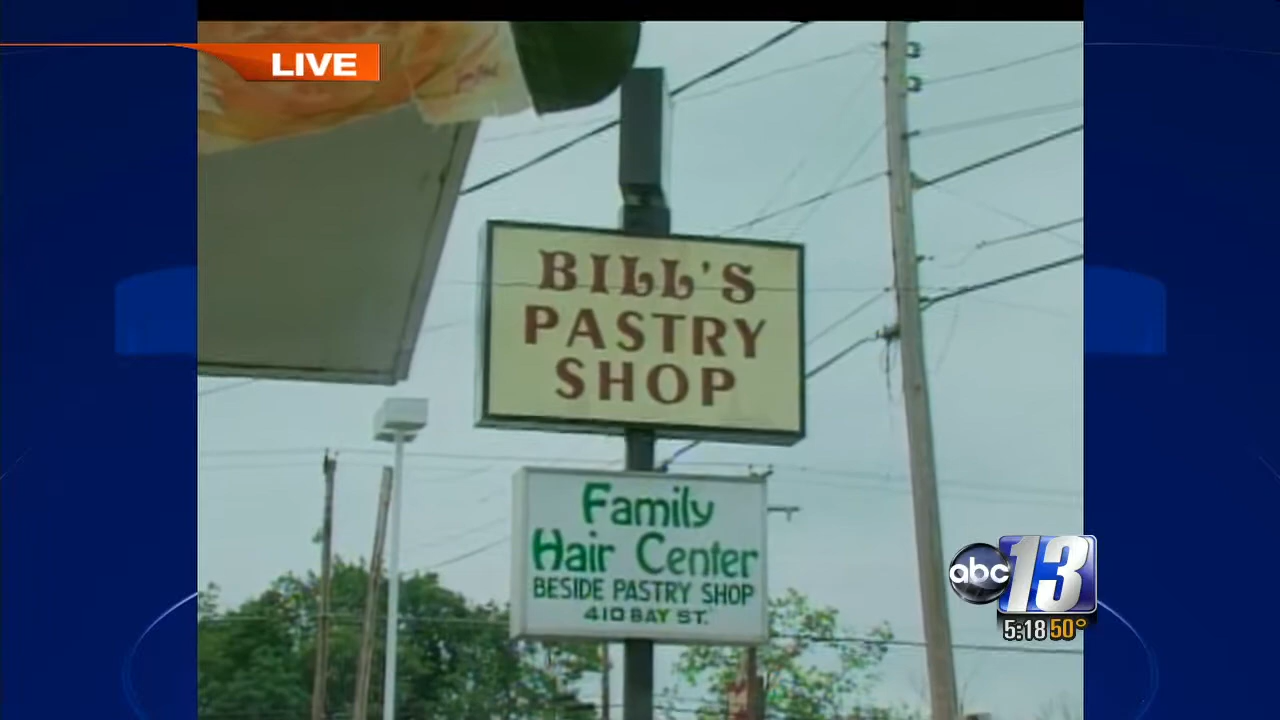 LIVE
BILL'S
PASTRY
SHOP
Family
Hair Center
BESIDE PASTRY SHOP
410 BAY ST.
abc 13
5:18 50°